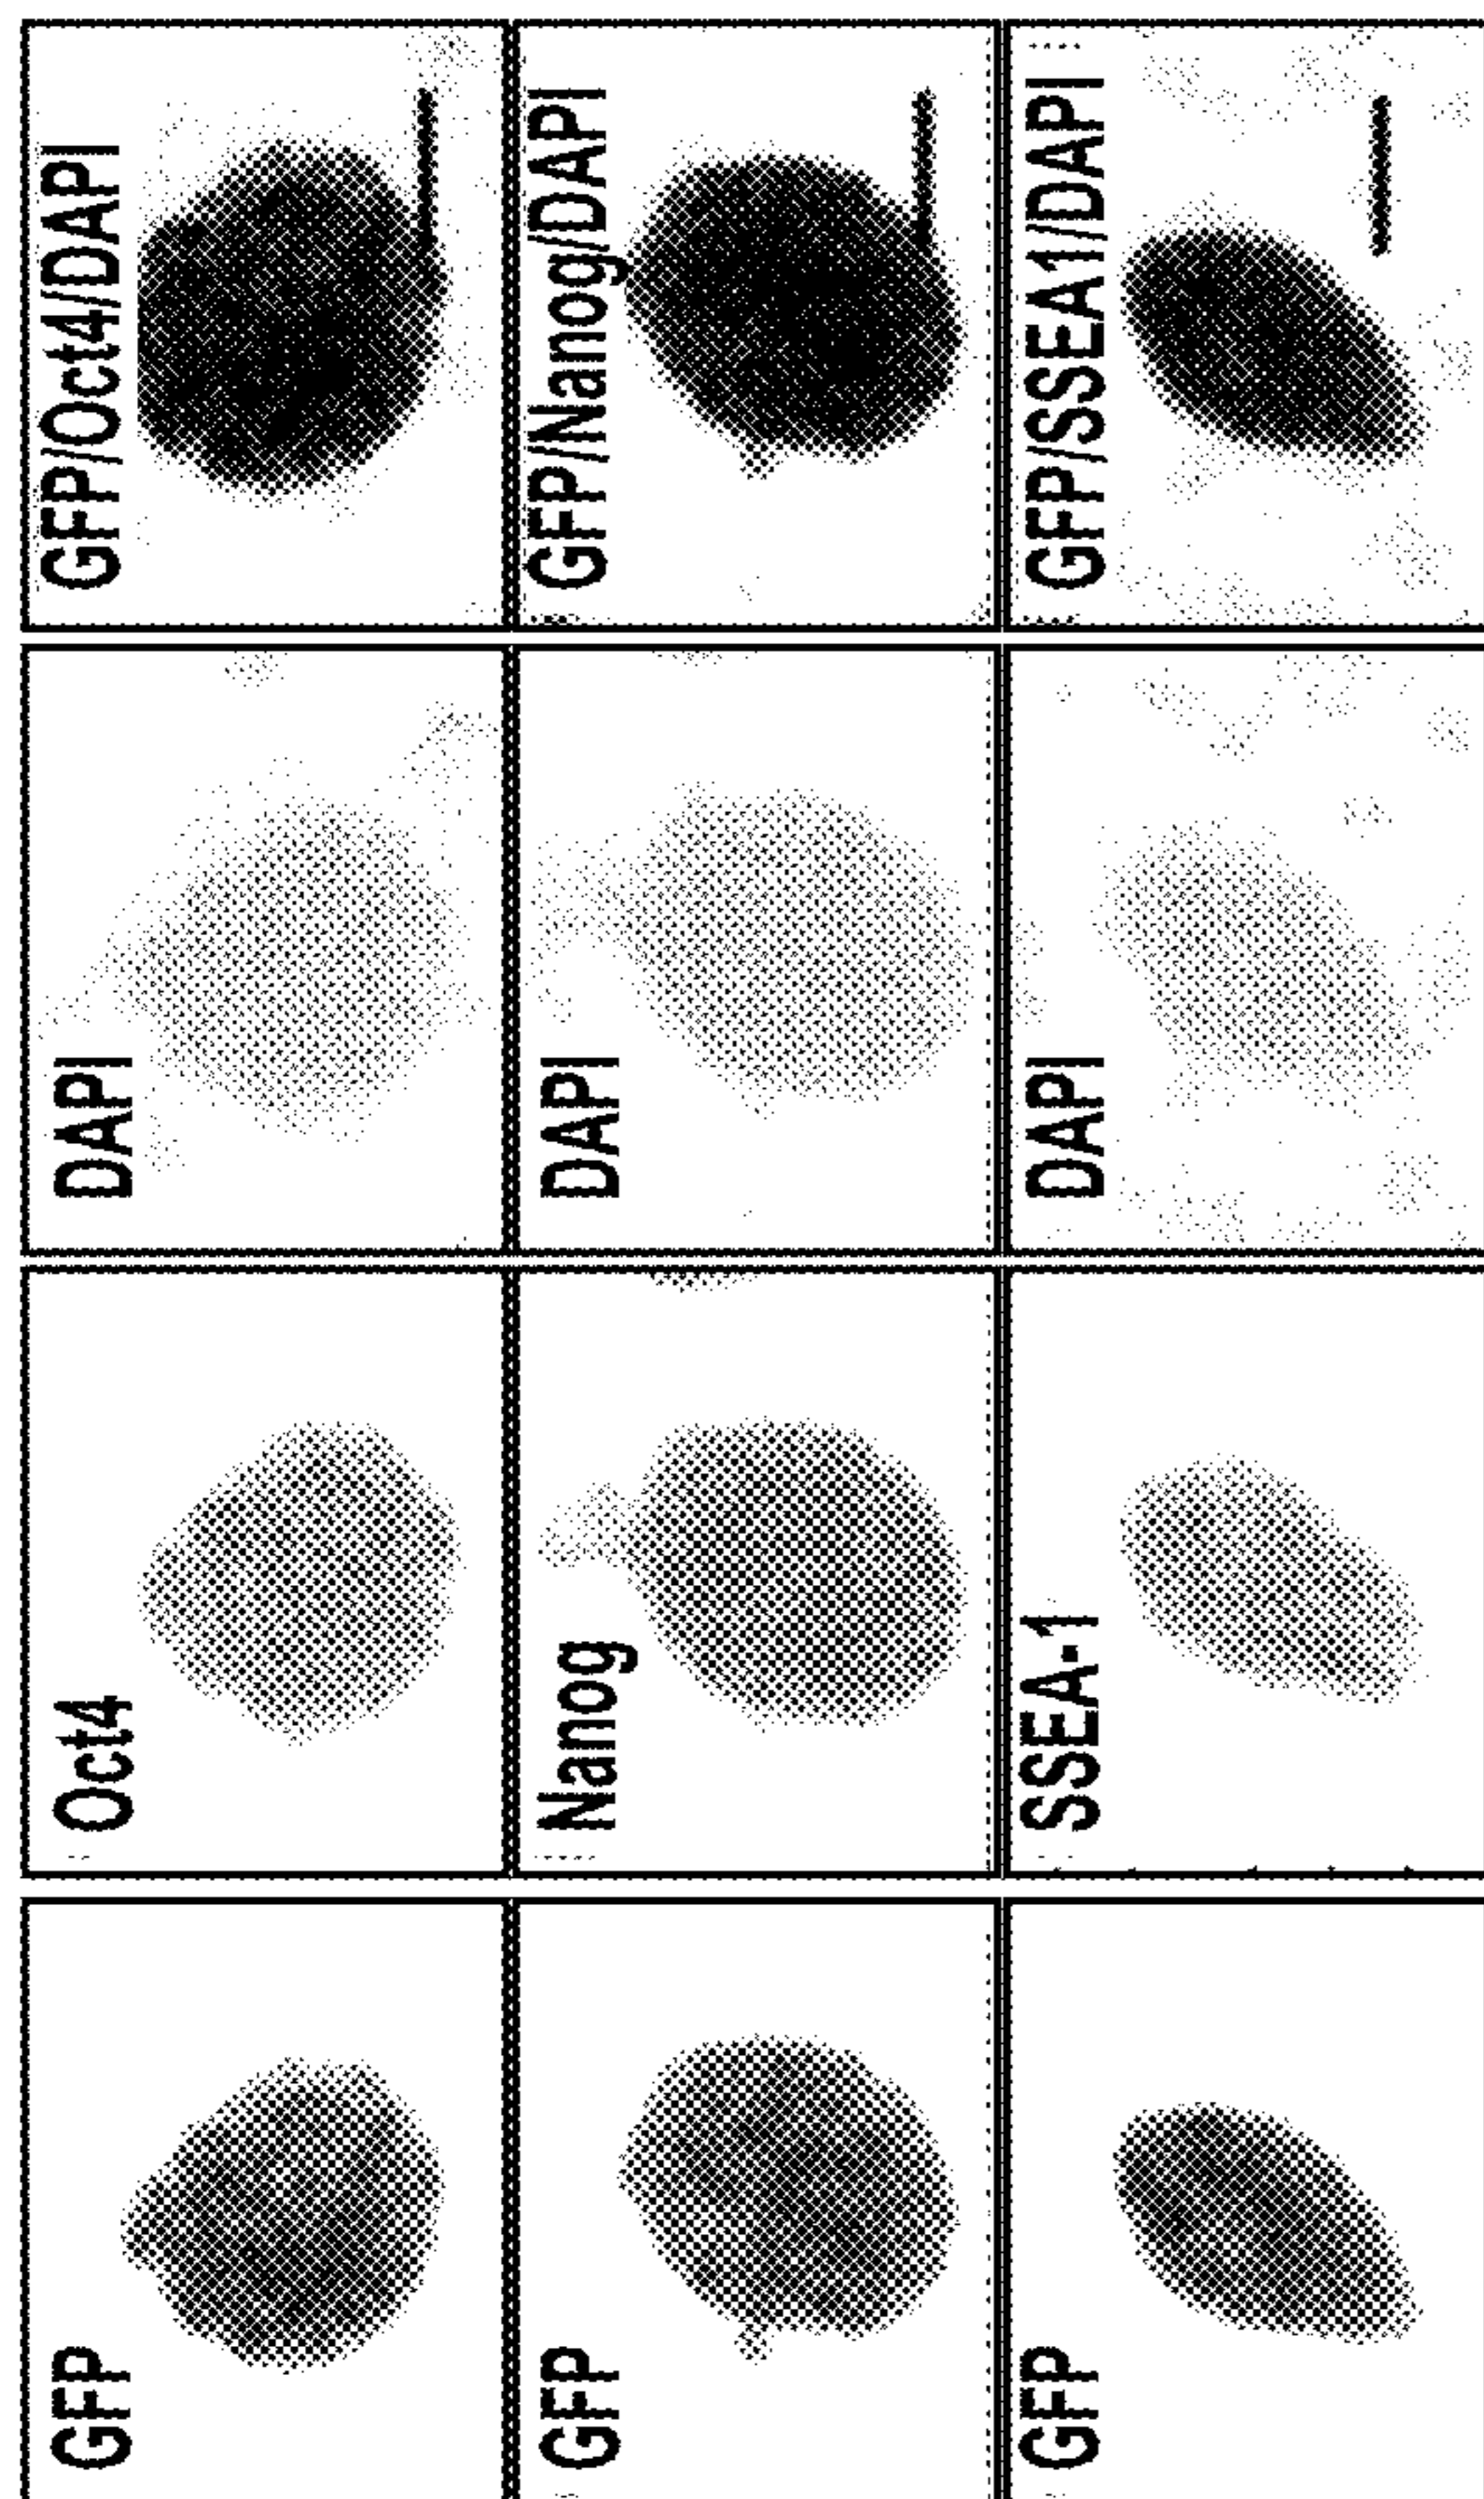 GFP
Oct4
DAPI
GFP/Oct4/DAPI
GFP
Nanog
DAPI
GFP/Nanog/DAPI
GFP
SSEA-1
DAPI
GFP/SSEA1/DAPI